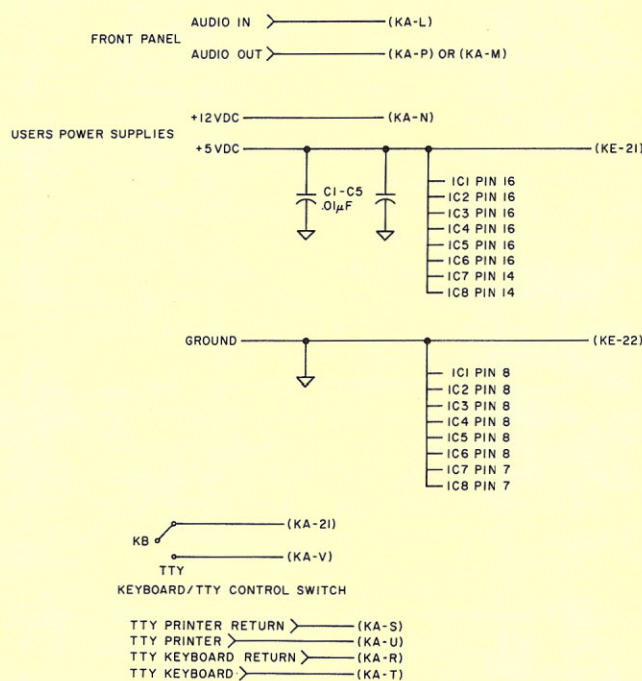 AUDIO IN (KA-L)
FRONT PANEL
AUDIO OUT (KA-P) OR (KA-M)
+12VDC (KA-N)
USERS POWER SUPPLIES
+5VDC (KE-21)
C1-C5
.01µF
IC1 PIN 16
IC2 PIN 16
IC3 PIN 16
IC4 PIN 16
IC5 PIN 16
IC6 PIN 16
IC7 PIN 14
IC8 PIN 14
GROUND (KE-22)
IC1 PIN 8
IC2 PIN 8
IC3 PIN 8
IC4 PIN 8
IC5 PIN 8
IC6 PIN 8
IC7 PIN 7
IC8 PIN 7
(KA-21)
KB
(KA-V)
TTY
KEYBOARD/TTY CONTROL SWITCH
TTY PRINTER RETURN (KA-S)
TTY PRINTER (KA-U)
TTY KEYBOARD RETURN (KA-R)
TTY KEYBOARD (KA-T)